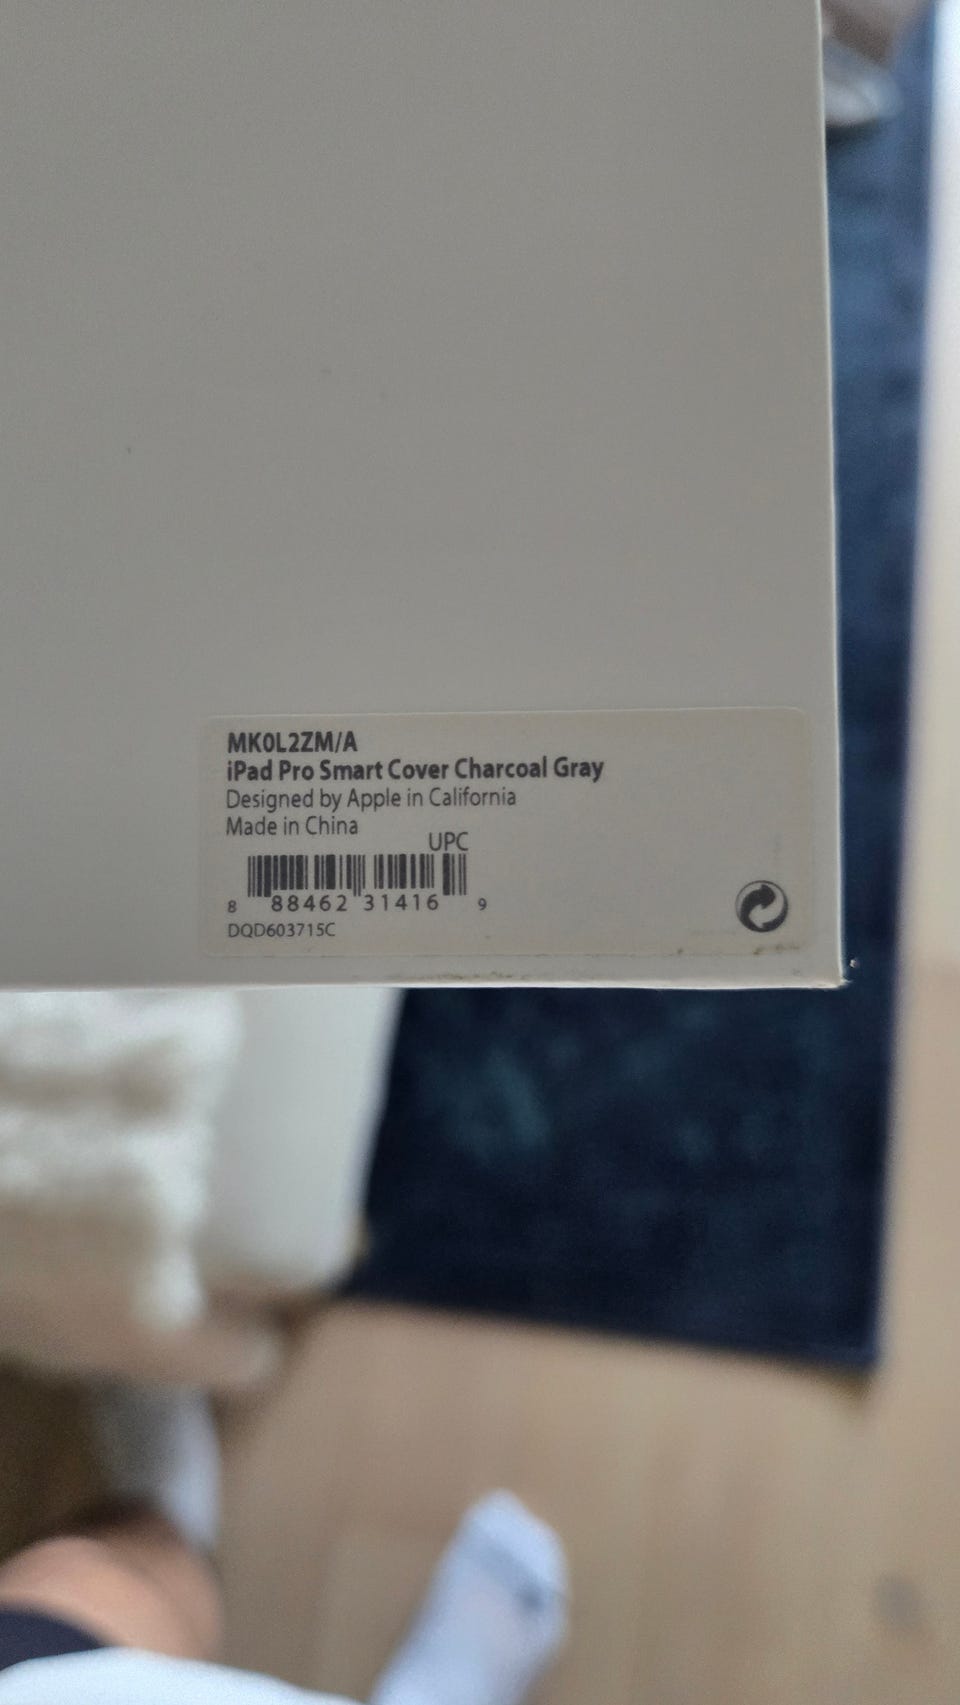 MK0L2ZM/A
iPad Pro Smart Cover Charcoal Gray
Designed by Apple in California
Made in China
UPC
8 88462 31416 9
DQD603715C